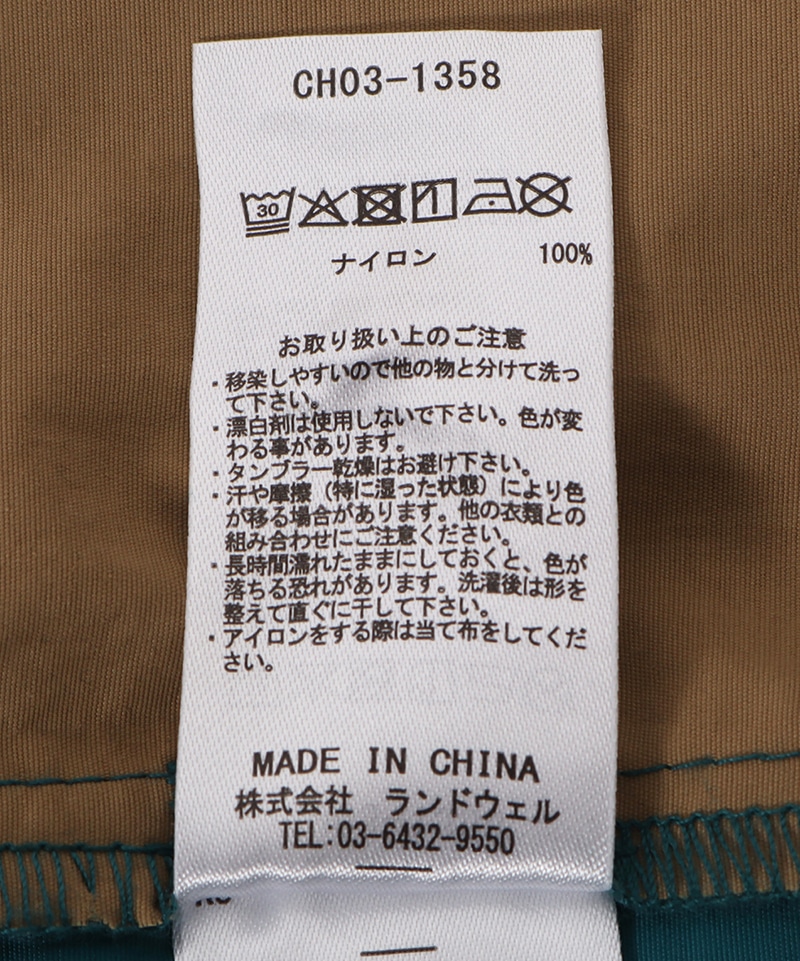 CH03-1358
30
ナイロン 100%
お取り扱い上のご注意
・移染しやすいので他の物と分けて洗っ
て下さい。
・漂白剤は使用しないで下さい。色が変
わる事があります。
・タンブラー乾燥はお避け下さい。
・汗や摩擦（特に湿った状態）により色
が移る場合があります。他の衣類との
組み合わせにご注意ください。
・長時間濡れたままにしておくと、色が
落ちる恐れがあります。洗濯後は形を
整えて直ぐに干して下さい。
・アイロンをする際は当て布をしてくだ
さい。
MADE IN CHINA
株式会社 ランドウェル
TEL:03-6432-9550